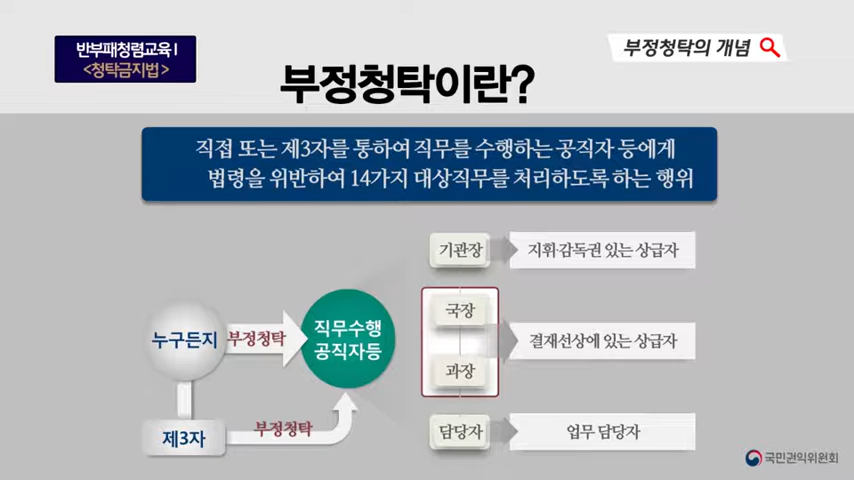 반부패청렴교육 I
<청탁금지법>
부정청탁의 개념
부정청탁이란?
직접 또는 제3자를 통하여 직무를 수행하는 공직자 등에게
법령을 위반하여 14가지 대상직무를 처리하도록 하는 행위
기관장
지휘·감독권 있는 상급자
국장
누구든지
부정청탁
직무수행
공직자등
결재선상에 있는 상급자
과장
제3자
부정청탁
담당자
업무 담당자
국민권익위원회